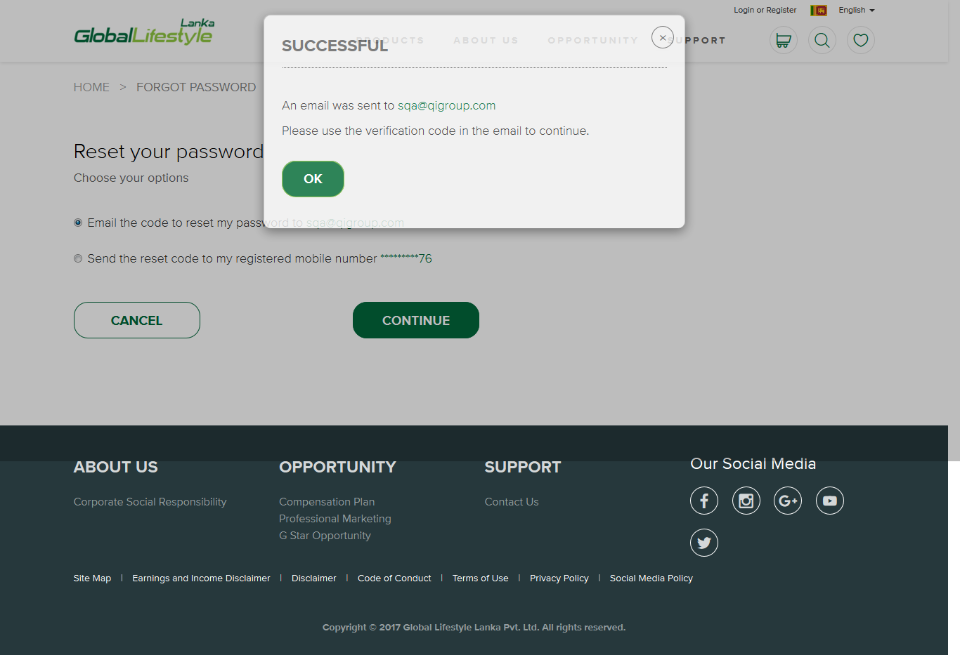 Login or Register English
Lanka
GlobalLifestyle
PRODUCTS ABOUT US OPPORTUNITY SUPPORT
SUCCESSFUL
An email was sent to sqa@qigroup.com
Please use the verification code in the email to continue.
OK
HOME > FORGOT PASSWORD
Reset your password
Choose your options
Email the code to reset my password to sqa@qigroup.com
Send the reset code to my registered mobile number *********76
CANCEL CONTINUE
ABOUT US
Corporate Social Responsibility
OPPORTUNITY
Compensation Plan
Professional Marketing
G Star Opportunity
SUPPORT
Contact Us
Our Social Media
Site Map | Earnings and Income Disclaimer | Disclaimer | Code of Conduct | Terms of Use | Privacy Policy | Social Media Policy
Copyright © 2017 Global Lifestyle Lanka Pvt. Ltd. All rights reserved.